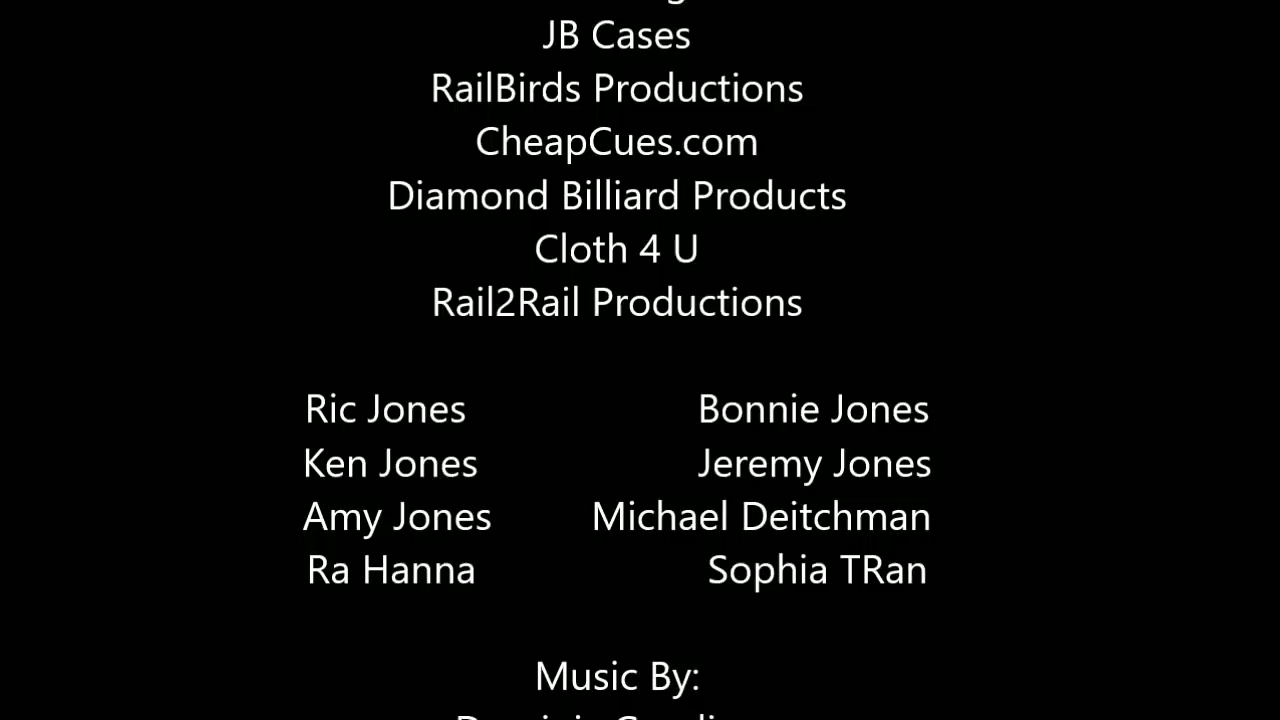 JB Cases
RailBirds Productions
CheapCues.com
Diamond Billiard Products
Cloth 4 U
Rail2Rail Productions
Ric Jones Bonnie Jones
Ken Jones Jeremy Jones
Amy Jones Michael Deitchman
Ra Hanna Sophia TRan
Music By: